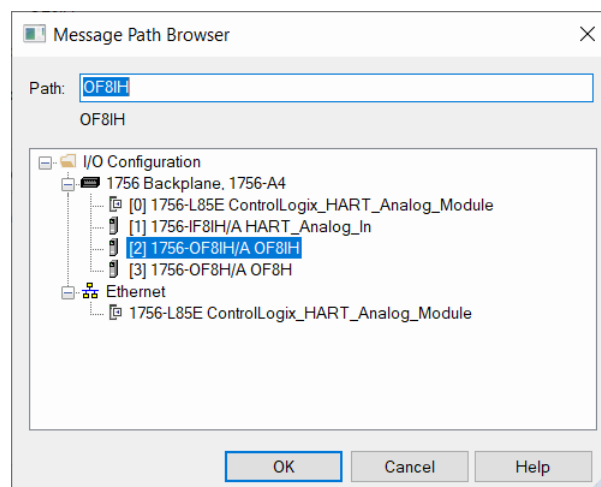 Message Path Browser
Path: OF8IH
OF8IH
I/O Configuration
1756 Backplane, 1756-A4
[0] 1756-L85E ControlLogix_HART_Analog_Module
[1] 1756-IF8IH/A HART_Analog_In
[2] 1756-OF8IH/A OF8IH
[3] 1756-OF8H/A OF8H
Ethernet
1756-L85E ControlLogix_HART_Analog_Module
OK Cancel Help